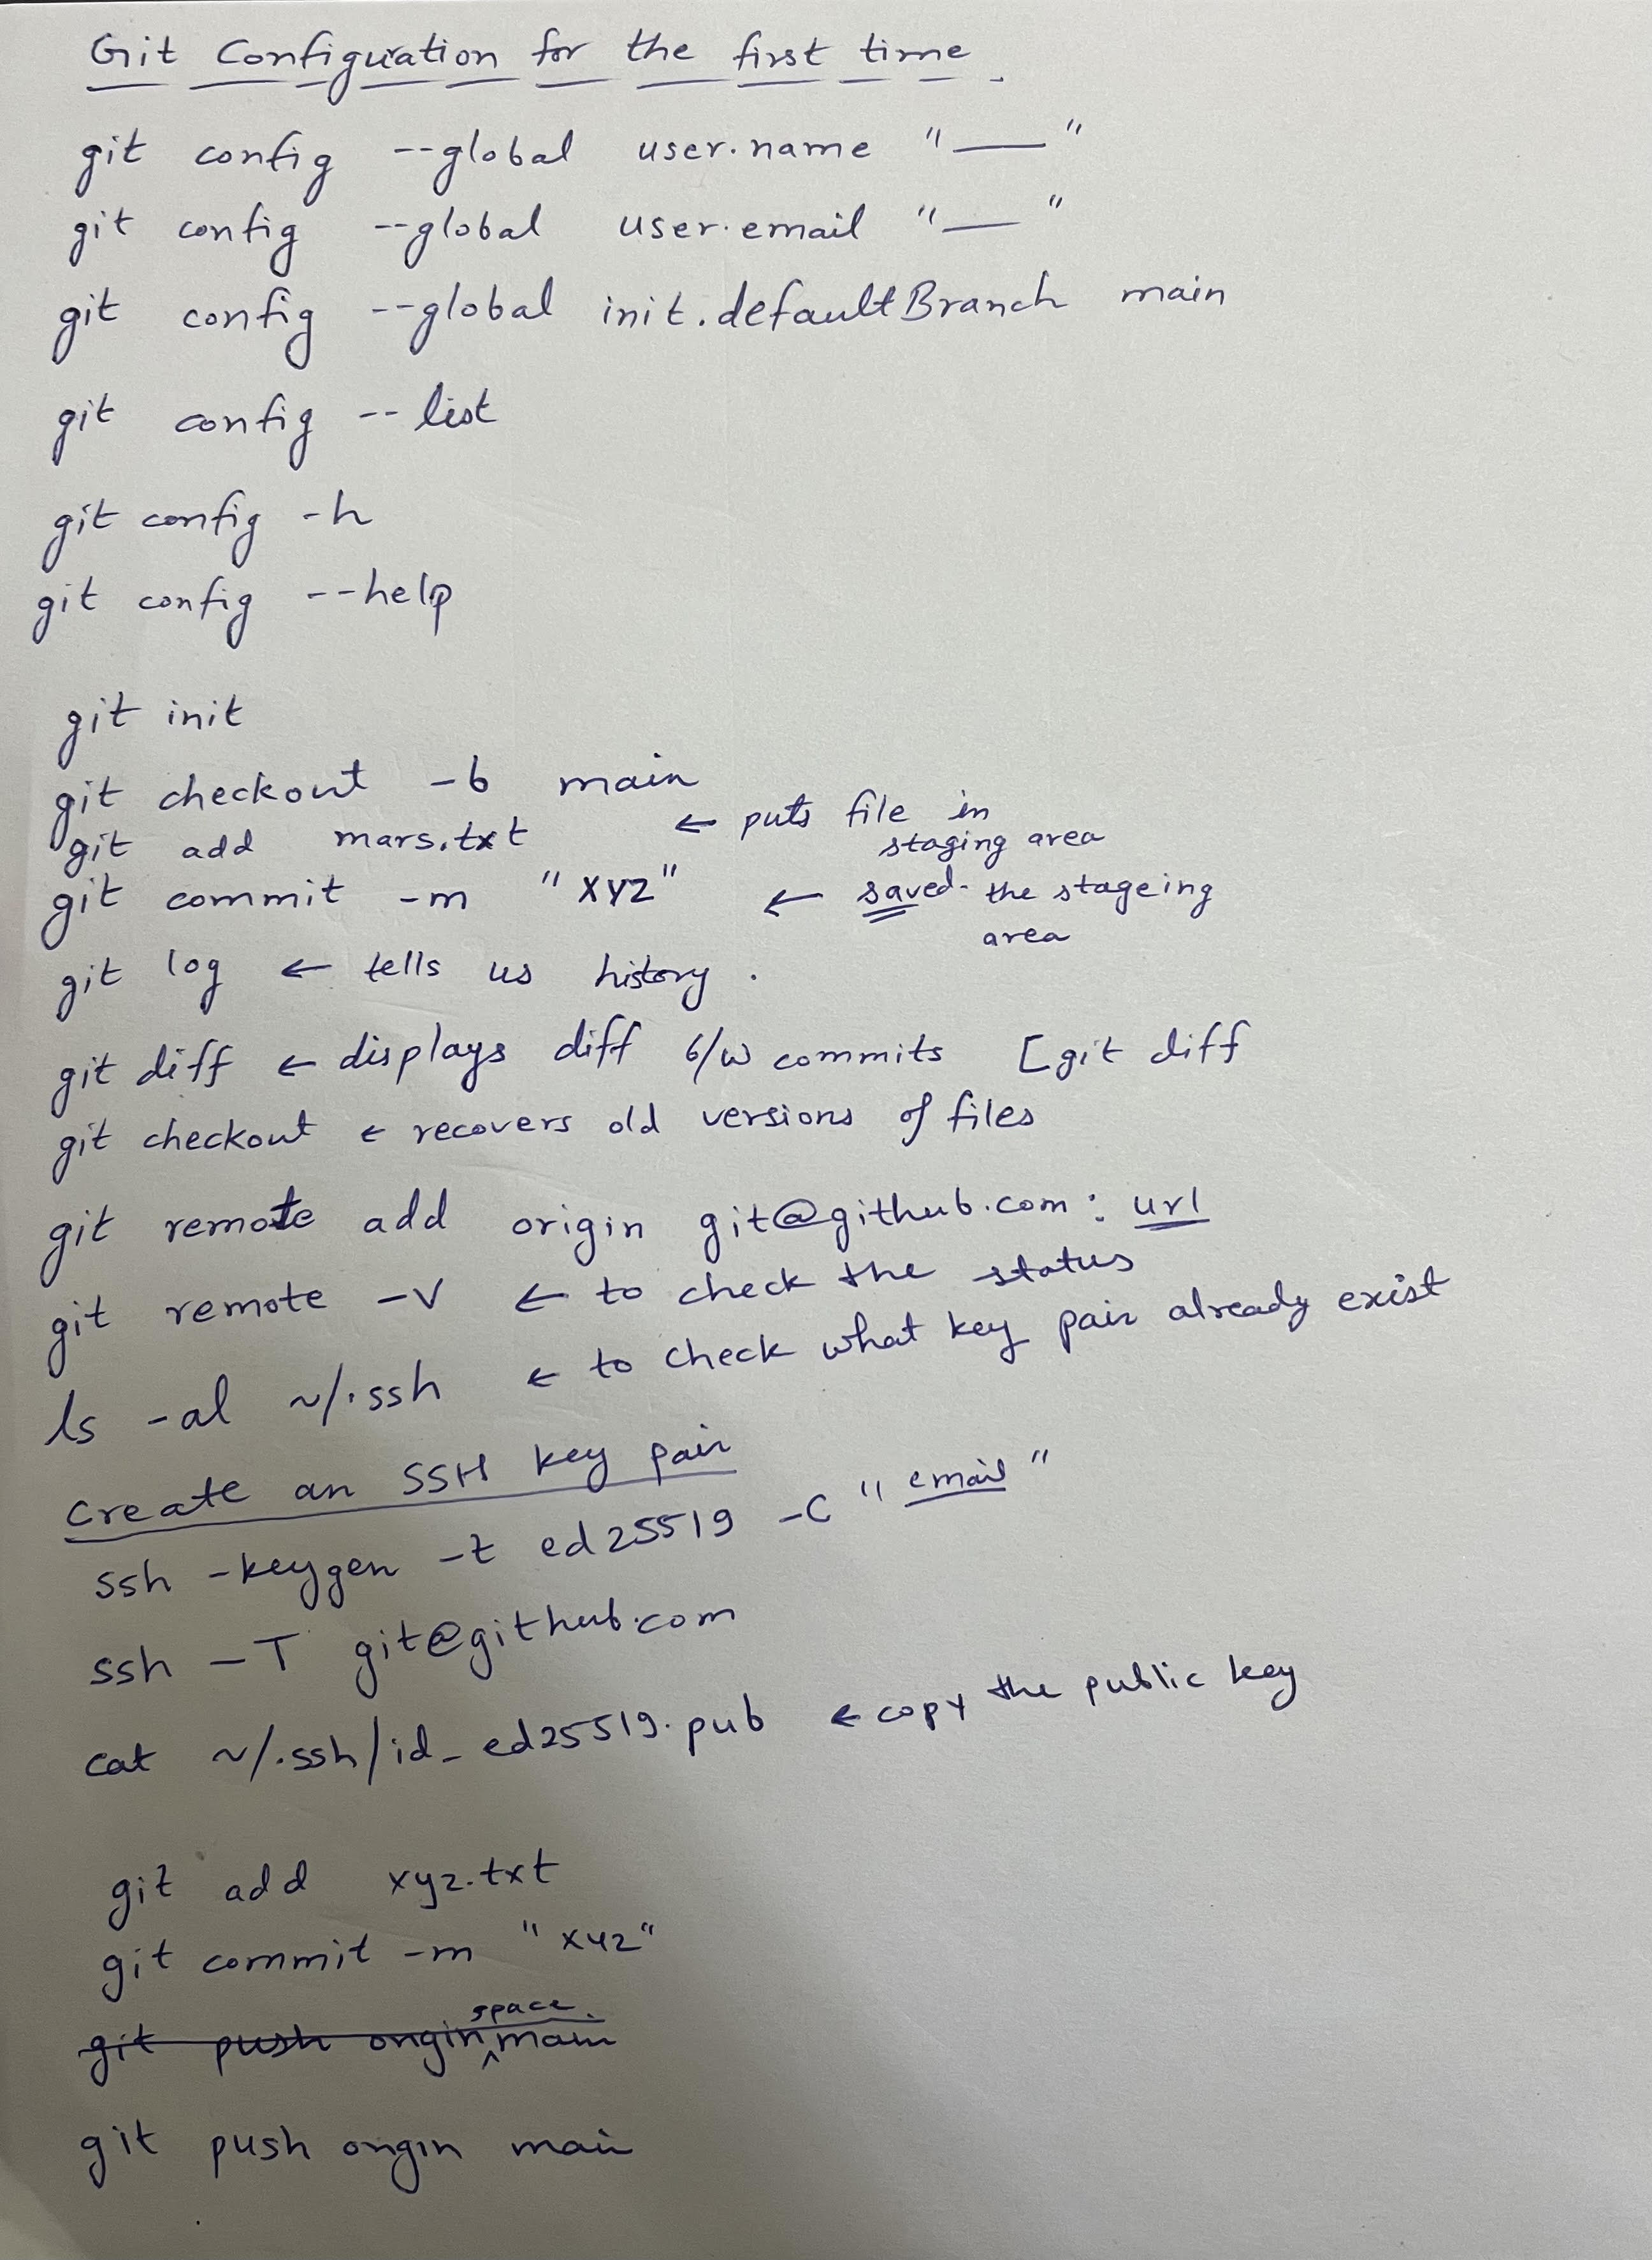 Git Configuration for the first time.
git config --global user.name "___"
git config --global user.email "___"
git config --global init.defaultBranch main
git config --list
git config -h
git config --help
git init
git checkout -b main
git add mars.txt ← puts file in
staging area
git commit -m "XYZ" ← saved the stageing
area
git log ← tells us history.
git diff ← displays diff b/w commits [git diff
git checkout ← recovers old versions of files
git remote add origin git@github.com: url
git remote -v ← to check the status
ls -al ~/.ssh ← to check what key pair already exist
Create an SSH key pair
ssh -keygen -t ed25519 -C "email"
ssh -T git@github.com
cat ~/.ssh/id_ed25519.pub ← copy the public key
git add xyz.txt
git commit -m "XYZ"
space
git push origin main
git push origin main